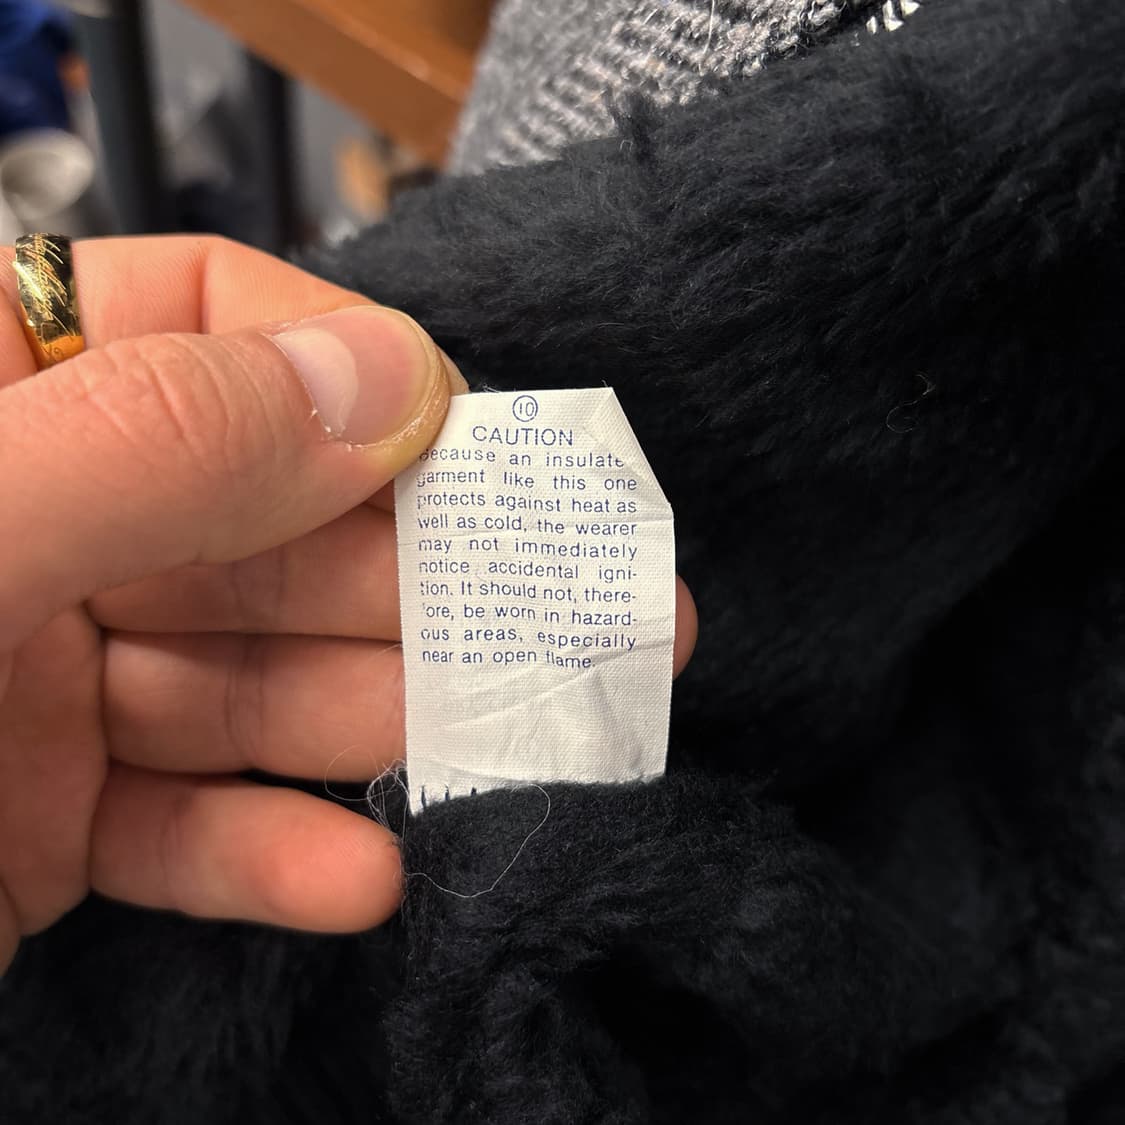 10
CAUTION
Because an insulate
garment like this one
protects against heat as
well as cold, the wearer
may not immediately
notice accidental igni-
tion. It should not, there-
fore, be worn in hazard-
ous areas, especially
near an open flame.